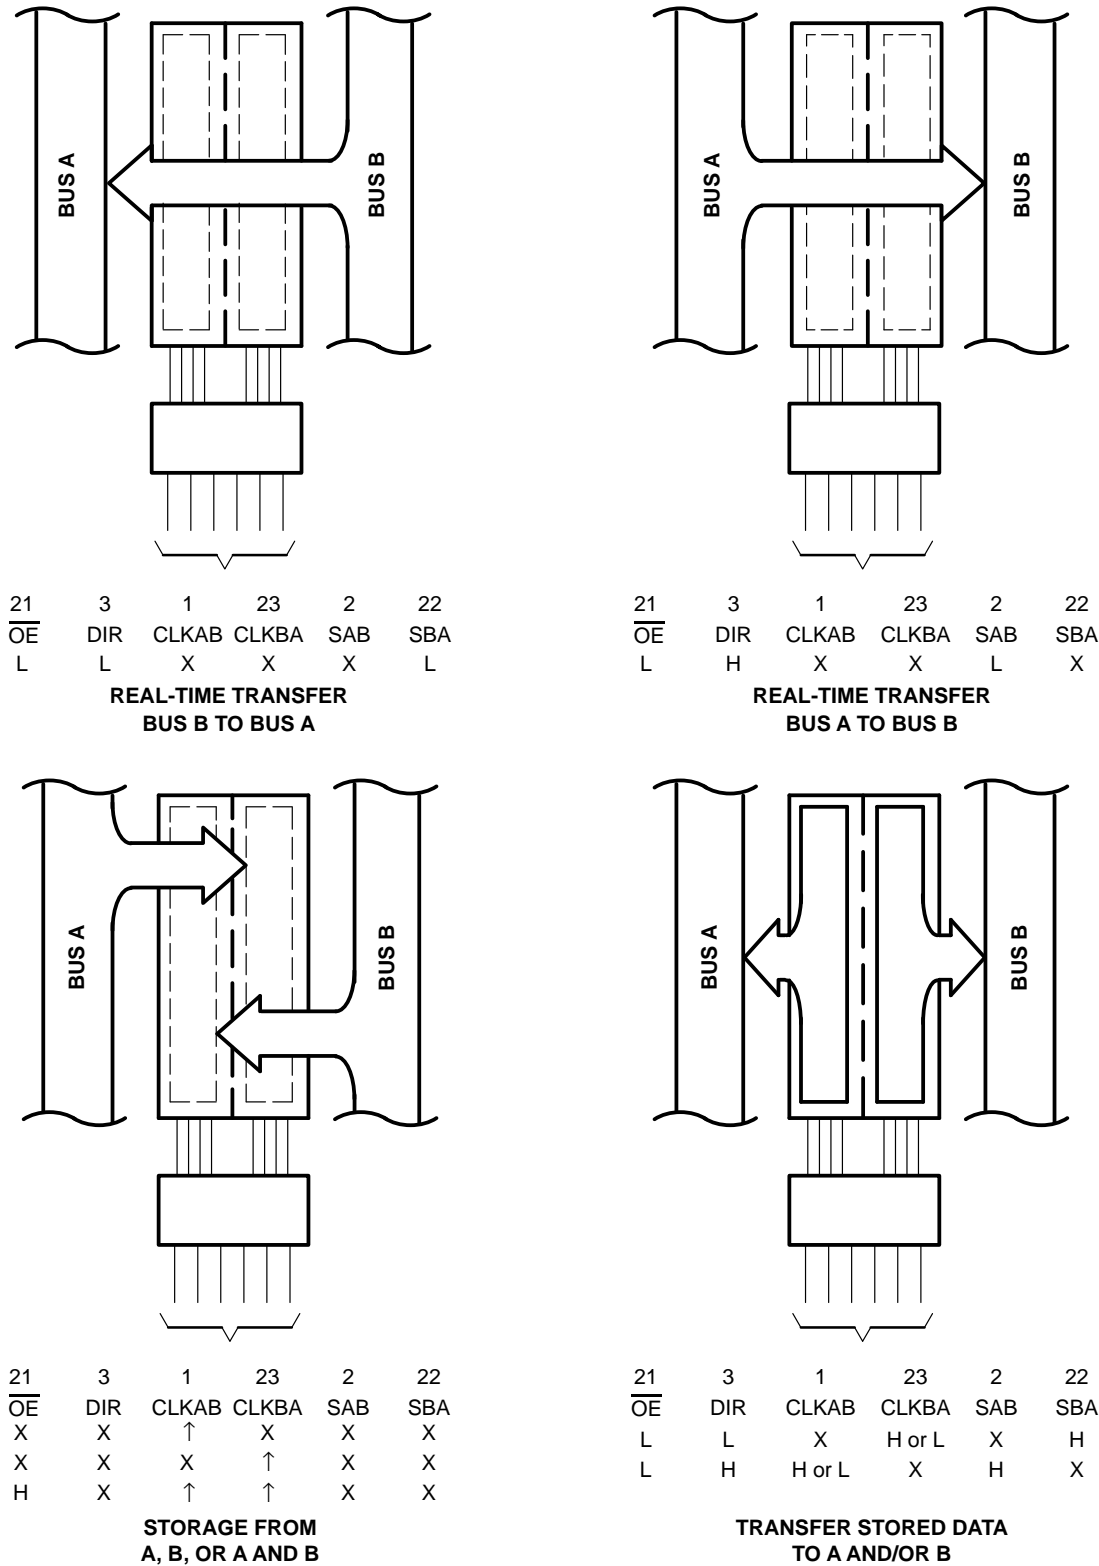 BUS A
BUS B
21 3 1 23 2 22
OE DIR CLKAB CLKBA SAB SBA
L L X X X L
REAL-TIME TRANSFER
BUS B TO BUS A
BUS A
BUS B
21 3 1 23 2 22
OE DIR CLKAB CLKBA SAB SBA
L H X X L X
REAL-TIME TRANSFER
BUS A TO BUS B
BUS A
BUS B
21 3 1 23 2 22
OE DIR CLKAB CLKBA SAB SBA
X X ↑ X X X
X X X ↑ X X
H X ↑ ↑ X X
STORAGE FROM
A, B, OR A AND B
BUS A
BUS B
21 3 1 23 2 22
OE DIR CLKAB CLKBA SAB SBA
L L X H or L X H
L H H or L X H X
TRANSFER STORED DATA
TO A AND/OR B